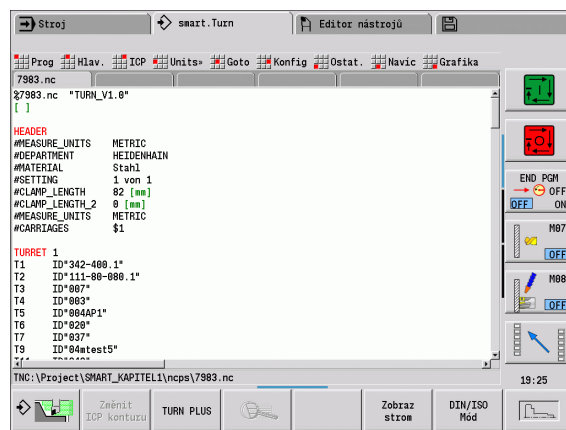 Stroj
smart.Turn
Editor nástrojů
Prog Hlav. ICP Units» Goto Konfig Ostat. Navíc Grafika
7983.nc
%7983.nc "TURN_V1.0"
[ ]
HEADER
#MEASURE_UNITS METRIC
#DEPARTMENT HEIDENHAIN
#MATERIAL Stahl
#SETTING 1 von 1
#CLAMP_LENGTH 82 [mm]
#CLAMP_LENGTH_2 0 [mm]
#MEASURE_UNITS METRIC
#CARRIAGES $1
TURRET 1
T1 ID"342-400.1"
T2 ID"111-80-080.1"
T3 ID"007"
T4 ID"003"
T5 ID"004AP1"
T6 ID"020"
T7 ID"037"
T9 ID"04mtest5"
TNC:\Project\SMART_KAPITEL1\ncps\7983.nc
END PGM
OFF
OFF ON
M07
OFF
M08
OFF
19:25
Změnit
ICP konturu
TURN PLUS
Zobraz
strom
DIN/ISO
Mód